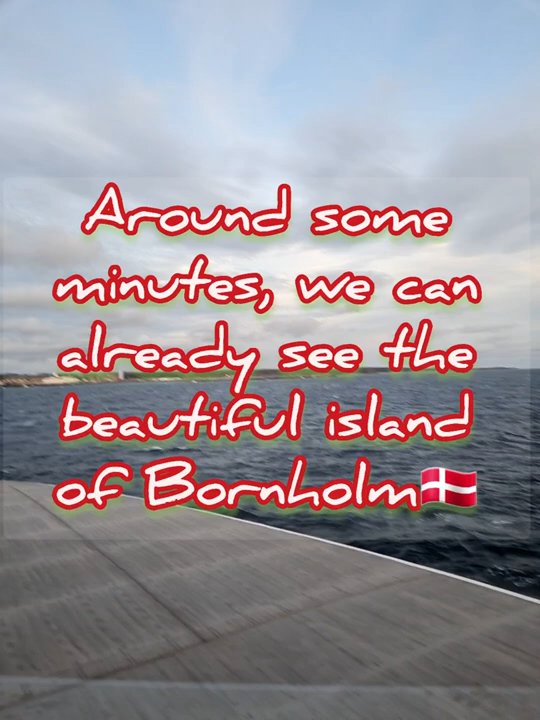 Around some
minutes, we can
already see the
beautiful island
of Bornholm🇩🇰